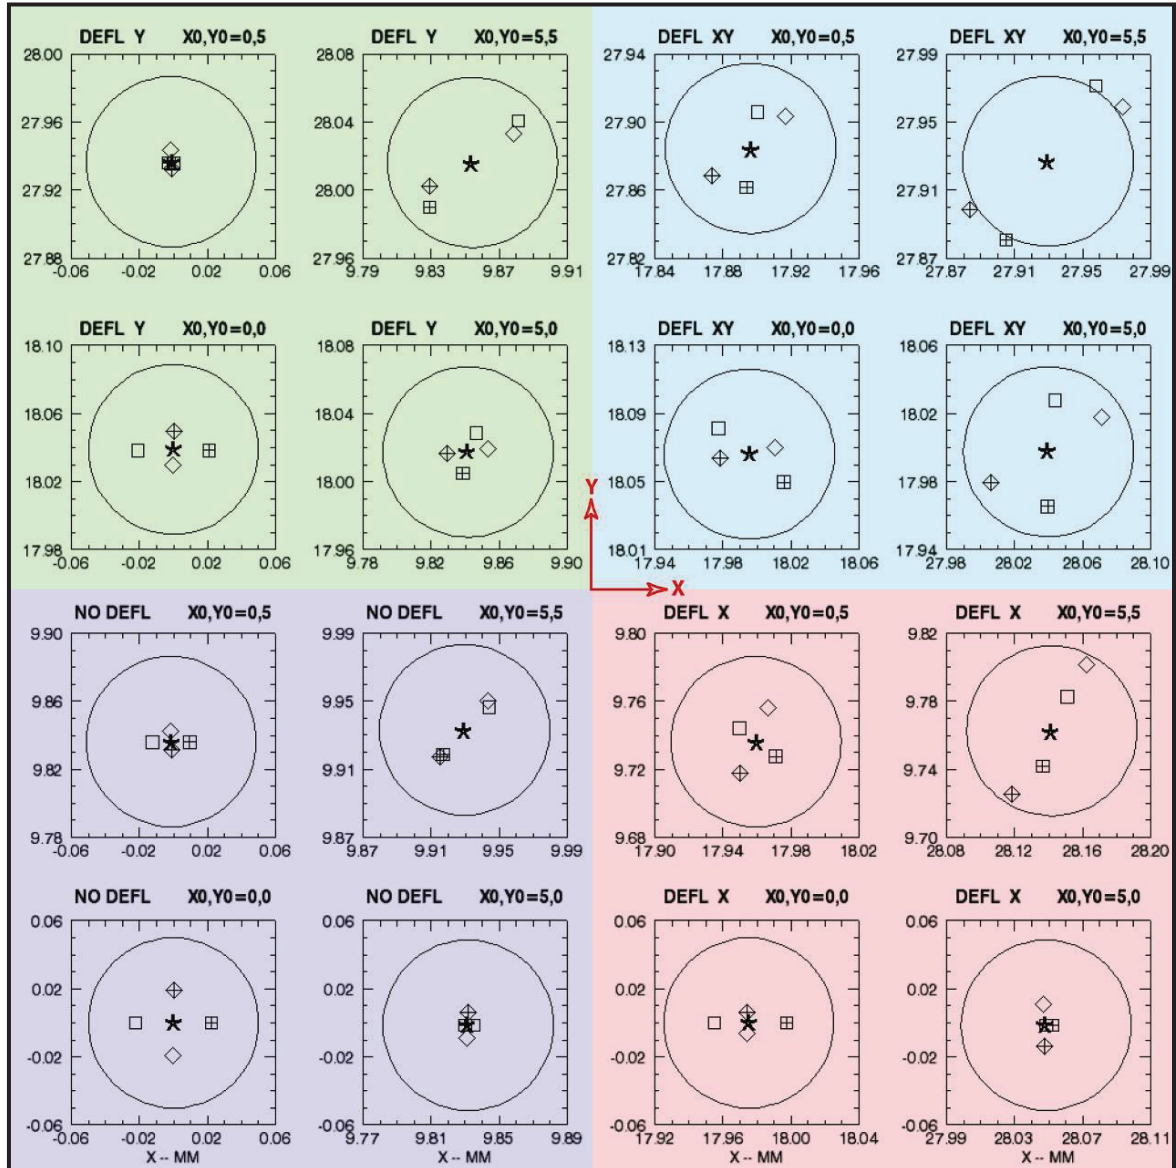 DEFL Y X0,Y0=0,5
28.00
27.96
27.92
27.88
-0.06 -0.02 0.02 0.06
DEFL Y X0,Y0=5,5
28.08
28.04
28.00
27.96
9.79 9.83 9.87 9.91
DEFL XY X0,Y0=0,5
27.94
27.90
27.86
27.82
17.84 17.88 17.92 17.96
DEFL XY X0,Y0=5,5
27.99
27.95
27.91
27.87
27.87 27.91 27.95 27.99
DEFL Y X0,Y0=0,0
18.10
18.06
18.02
17.98
-0.06 -0.02 0.02 0.06
DEFL Y X0,Y0=5,0
18.08
18.04
18.00
17.96
9.78 9.82 9.86 9.90
DEFL XY X0,Y0=0,0
18.13
18.09
18.05
18.01
17.94 17.98 18.02 18.06
DEFL XY X0,Y0=5,0
18.06
18.02
17.98
17.94
27.98 28.02 28.06 28.10
Y
X
NO DEFL X0,Y0=0,5
9.90
9.86
9.82
9.78
-0.06 -0.02 0.02 0.06
NO DEFL X0,Y0=5,5
9.99
9.95
9.91
9.87
9.87 9.91 9.95 9.99
DEFL X X0,Y0=0,5
9.80
9.76
9.72
9.68
17.90 17.94 17.98 18.02
DEFL X X0,Y0=5,5
9.82
9.78
9.74
9.70
28.08 28.12 28.16 28.20
NO DEFL X0,Y0=0,0
0.06
0.02
-0.02
-0.06
-0.06 -0.02 0.02 0.06
X -- MM
NO DEFL X0,Y0=5,0
0.06
0.02
-0.02
-0.06
9.77 9.81 9.85 9.89
X -- MM
DEFL X X0,Y0=0,0
0.06
0.02
-0.02
-0.06
17.92 17.96 18.00 18.04
X -- MM
DEFL X X0,Y0=5,0
0.06
0.02
-0.02
-0.06
27.99 28.03 28.07 28.11
X -- MM